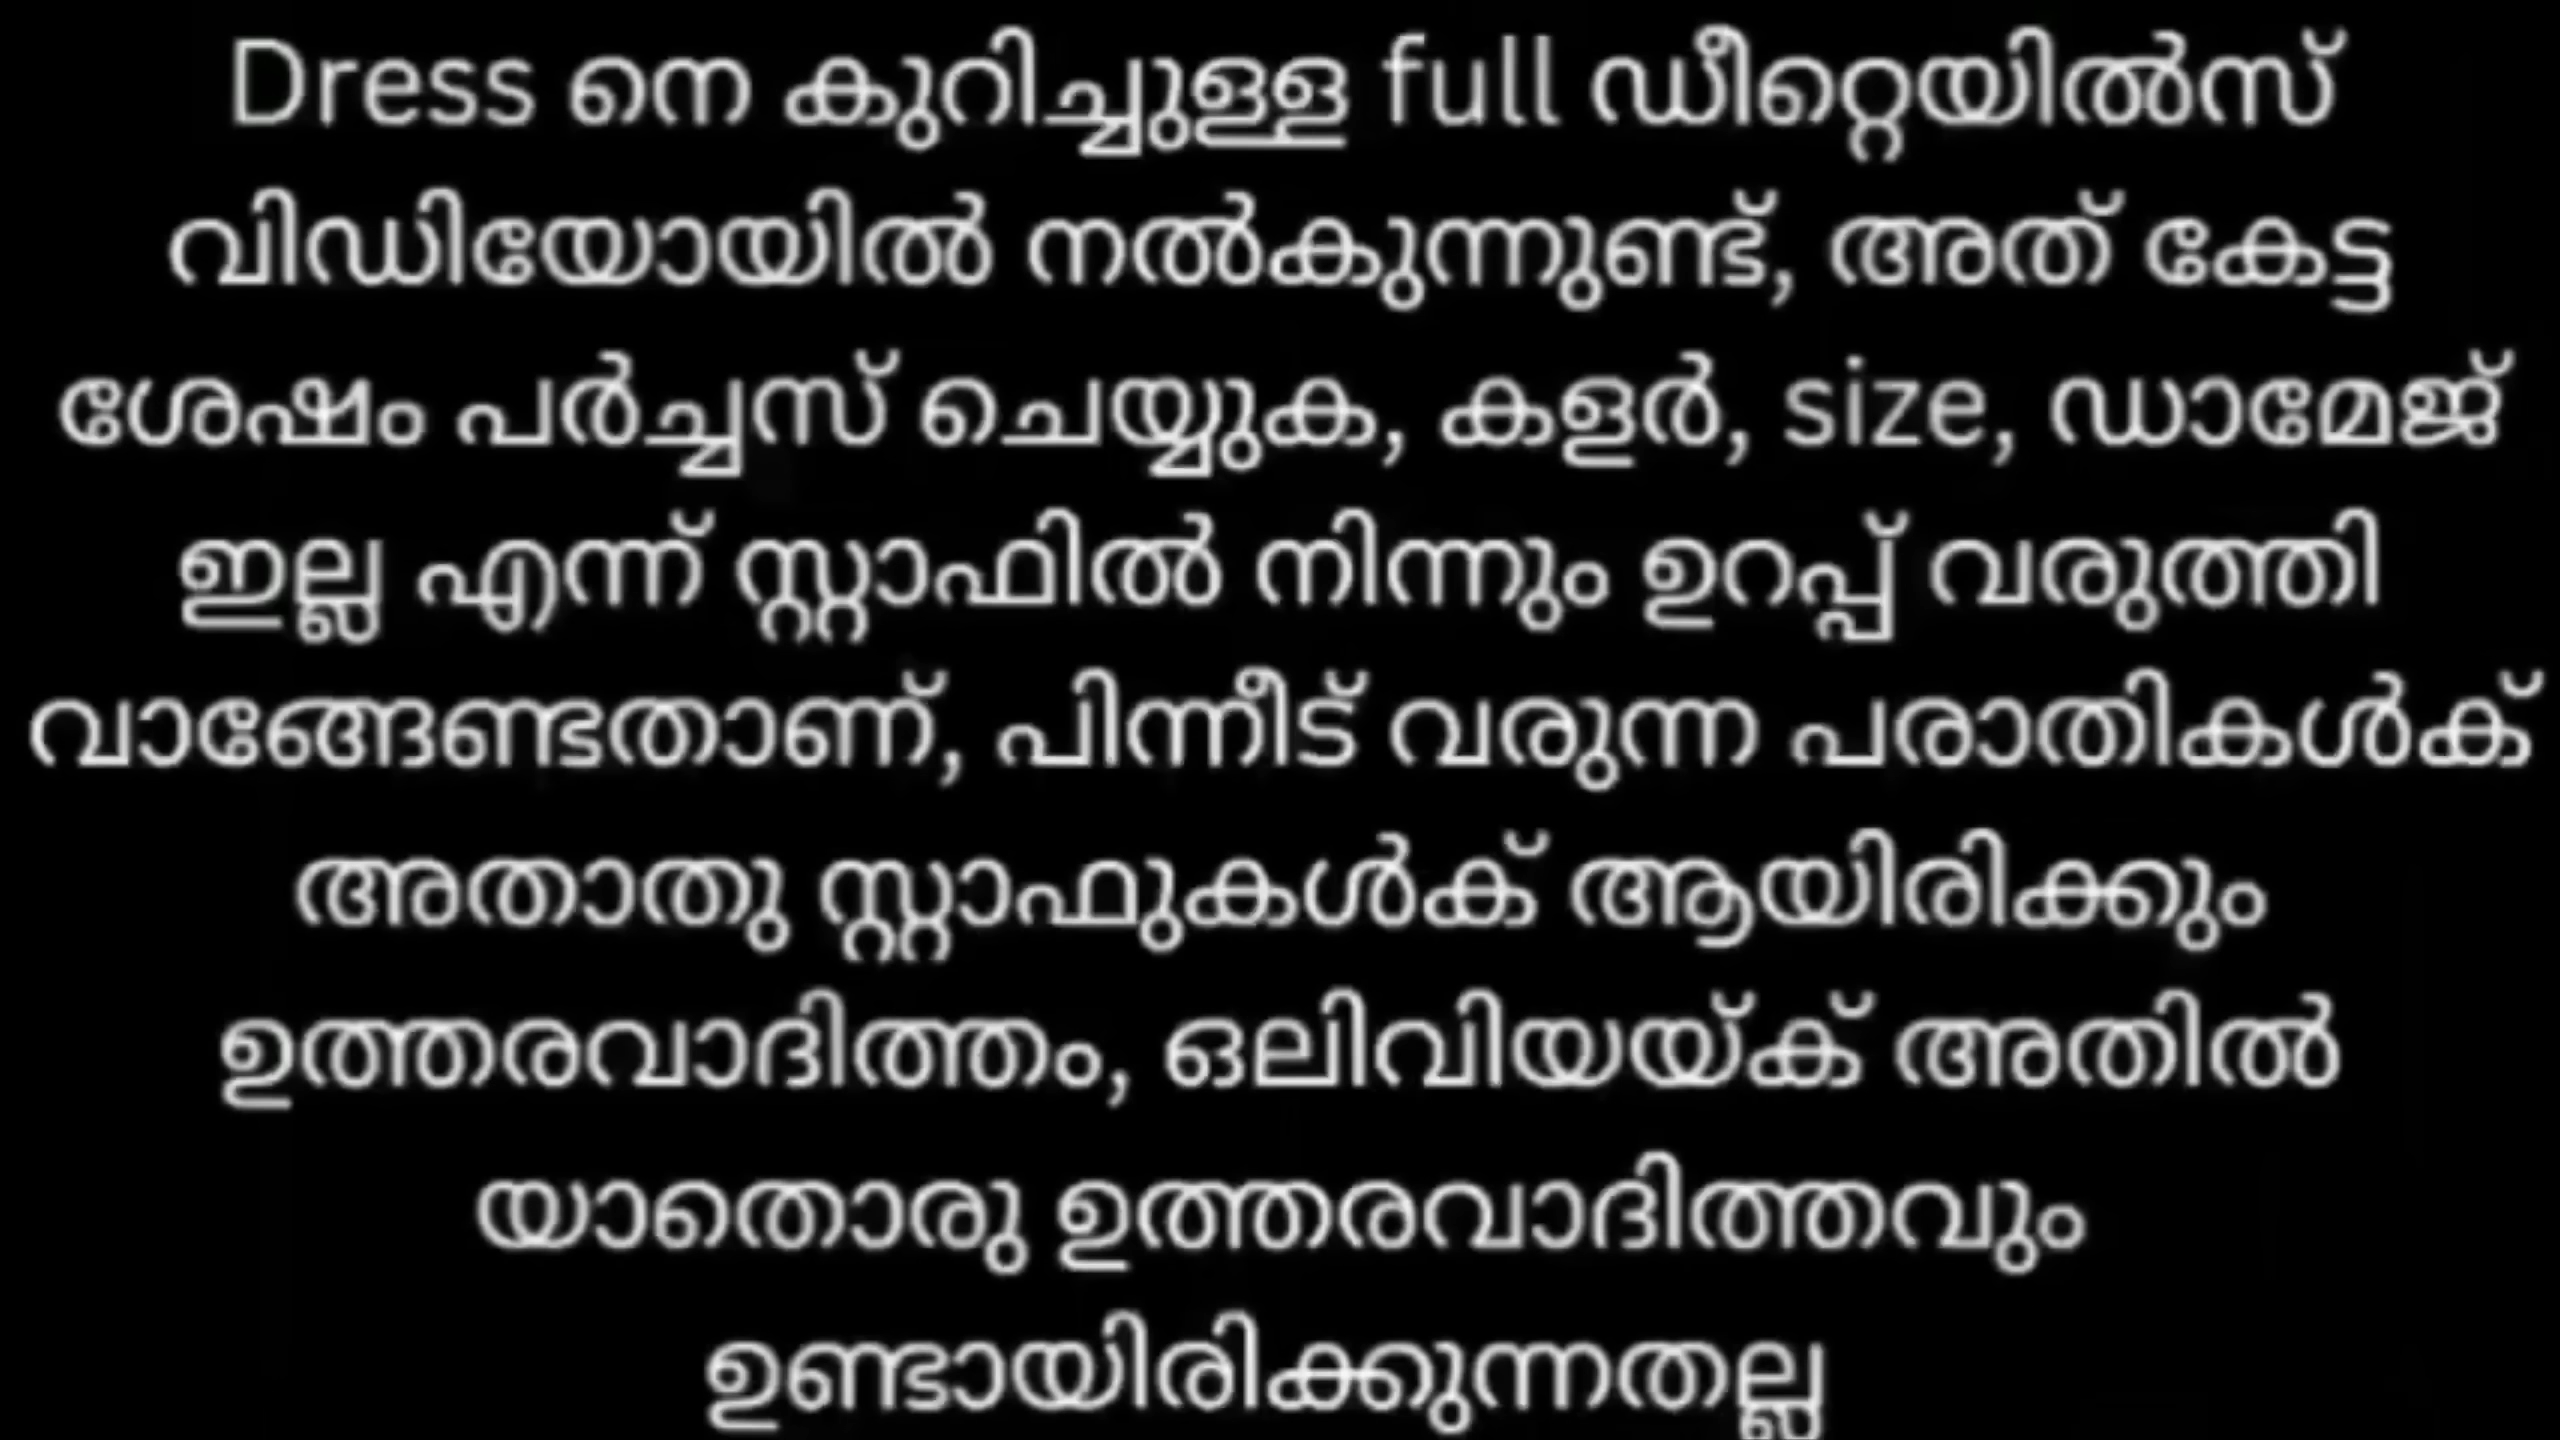 Dress നെ കുറിച്ചുള്ള full ഡീറ്റെയിൽസ്
വിഡിയോയിൽ നൽകുന്നുണ്ട്, അത് കേട്ട
ശേഷം പർച്ചസ് ചെയ്യുക, കളർ, size, ഡാമേജ്
ഇല്ല എന്ന് സ്റ്റാഫിൽ നിന്നും ഉറപ്പ് വരുത്തി
വാങ്ങേണ്ടതാണ്, പിന്നീട് വരുന്ന പരാതികൾക്
അതാതു സ്റ്റാഫുകൾക് ആയിരിക്കും
ഉത്തരവാദിത്തം, ഒലിവിയയ്ക് അതിൽ
യാതൊരു ഉത്തരവാദിത്തവും
ഉണ്ടായിരിക്കുന്നതല്ല